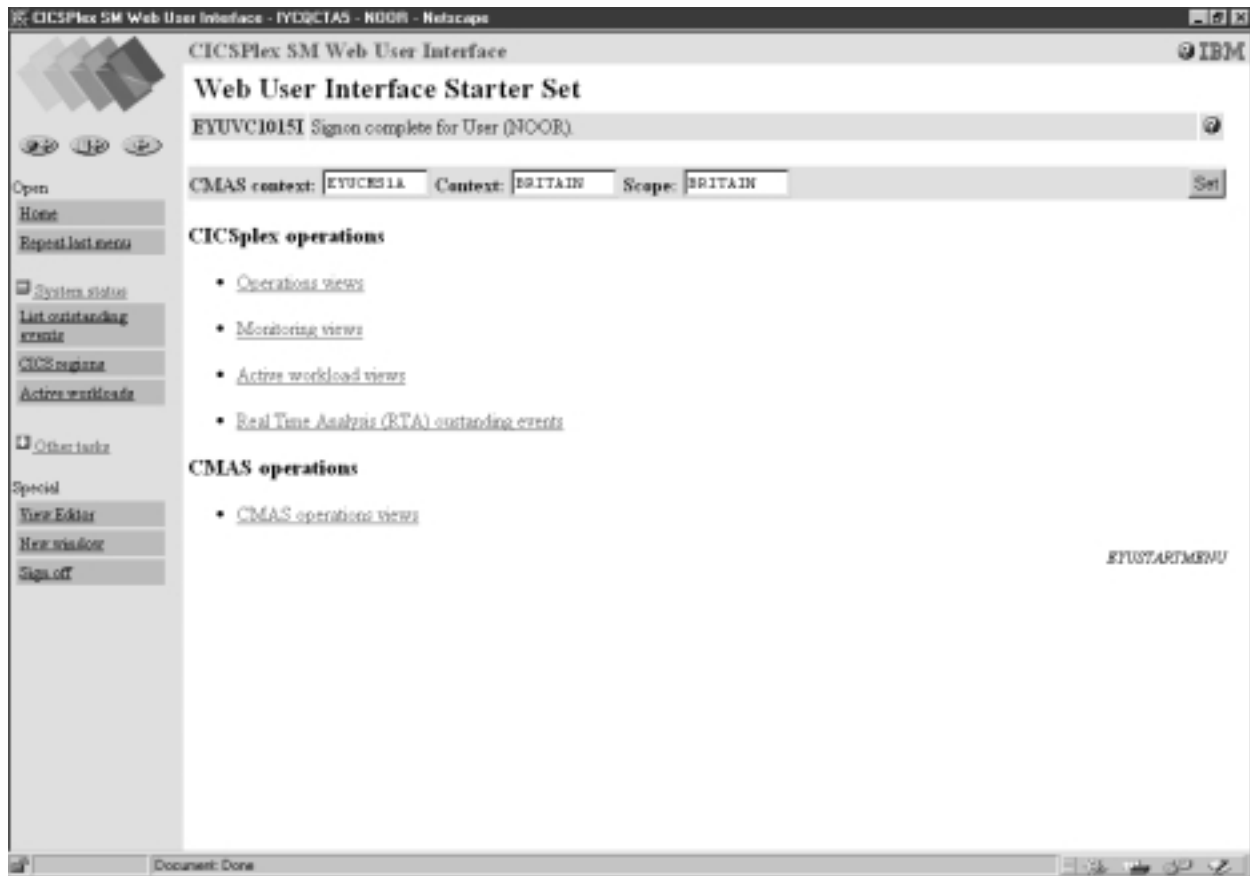 CICSPlex SM Web User Interface - IYCQCTA5 - NOOR - Netscape
CICSPlex SM Web User Interface
IBM
Web User Interface Starter Set
EYUVC1015I Signon complete for User (NOOR).
CMAS context: EYUCMS1A Context: BRITAIN Scope: BRITAIN Set
Open
Home
Repeat last menu
System status
List outstanding
events
CICS regions
Active workloads
Other tasks
Special
View Editor
New window
Sign off
CICSplex operations
Operations views
Monitoring views
Active workload views
Real Time Analysis (RTA) oustanding events
CMAS operations
CMAS operations views
EYUSTARTMENU
Document: Done